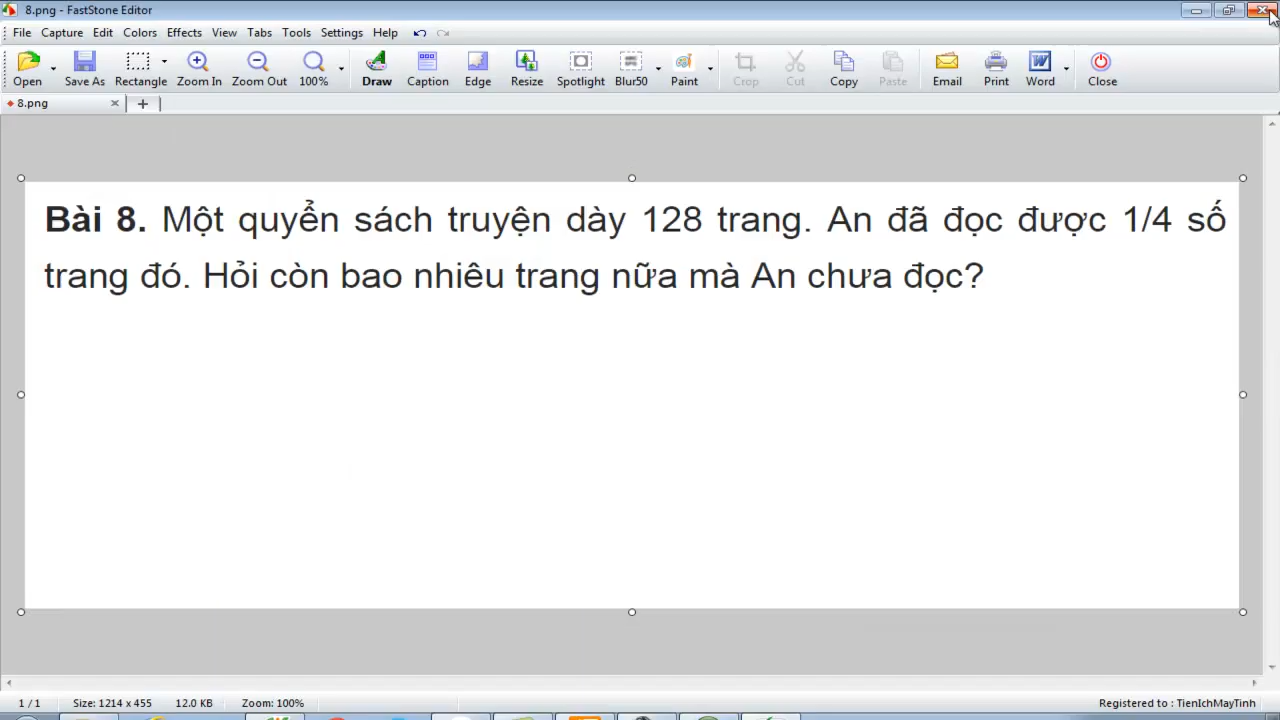 8.png - FastStone Editor
File Capture Edit Colors Effects View Tabs Tools Settings Help
Open Save As Rectangle Zoom In Zoom Out 100% Draw Caption Edge Resize Spotlight Blur50 Paint Crop Cut Copy Paste Email Print Word Close
8.png
Bài 8. Một quyển sách truyện dày 128 trang. An đã đọc được 1/4 số
trang đó. Hỏi còn bao nhiêu trang nữa mà An chưa đọc?
1 / 1 Size: 1214 x 455 12.0 KB Zoom: 100% Registered to : TienIchMayTinh